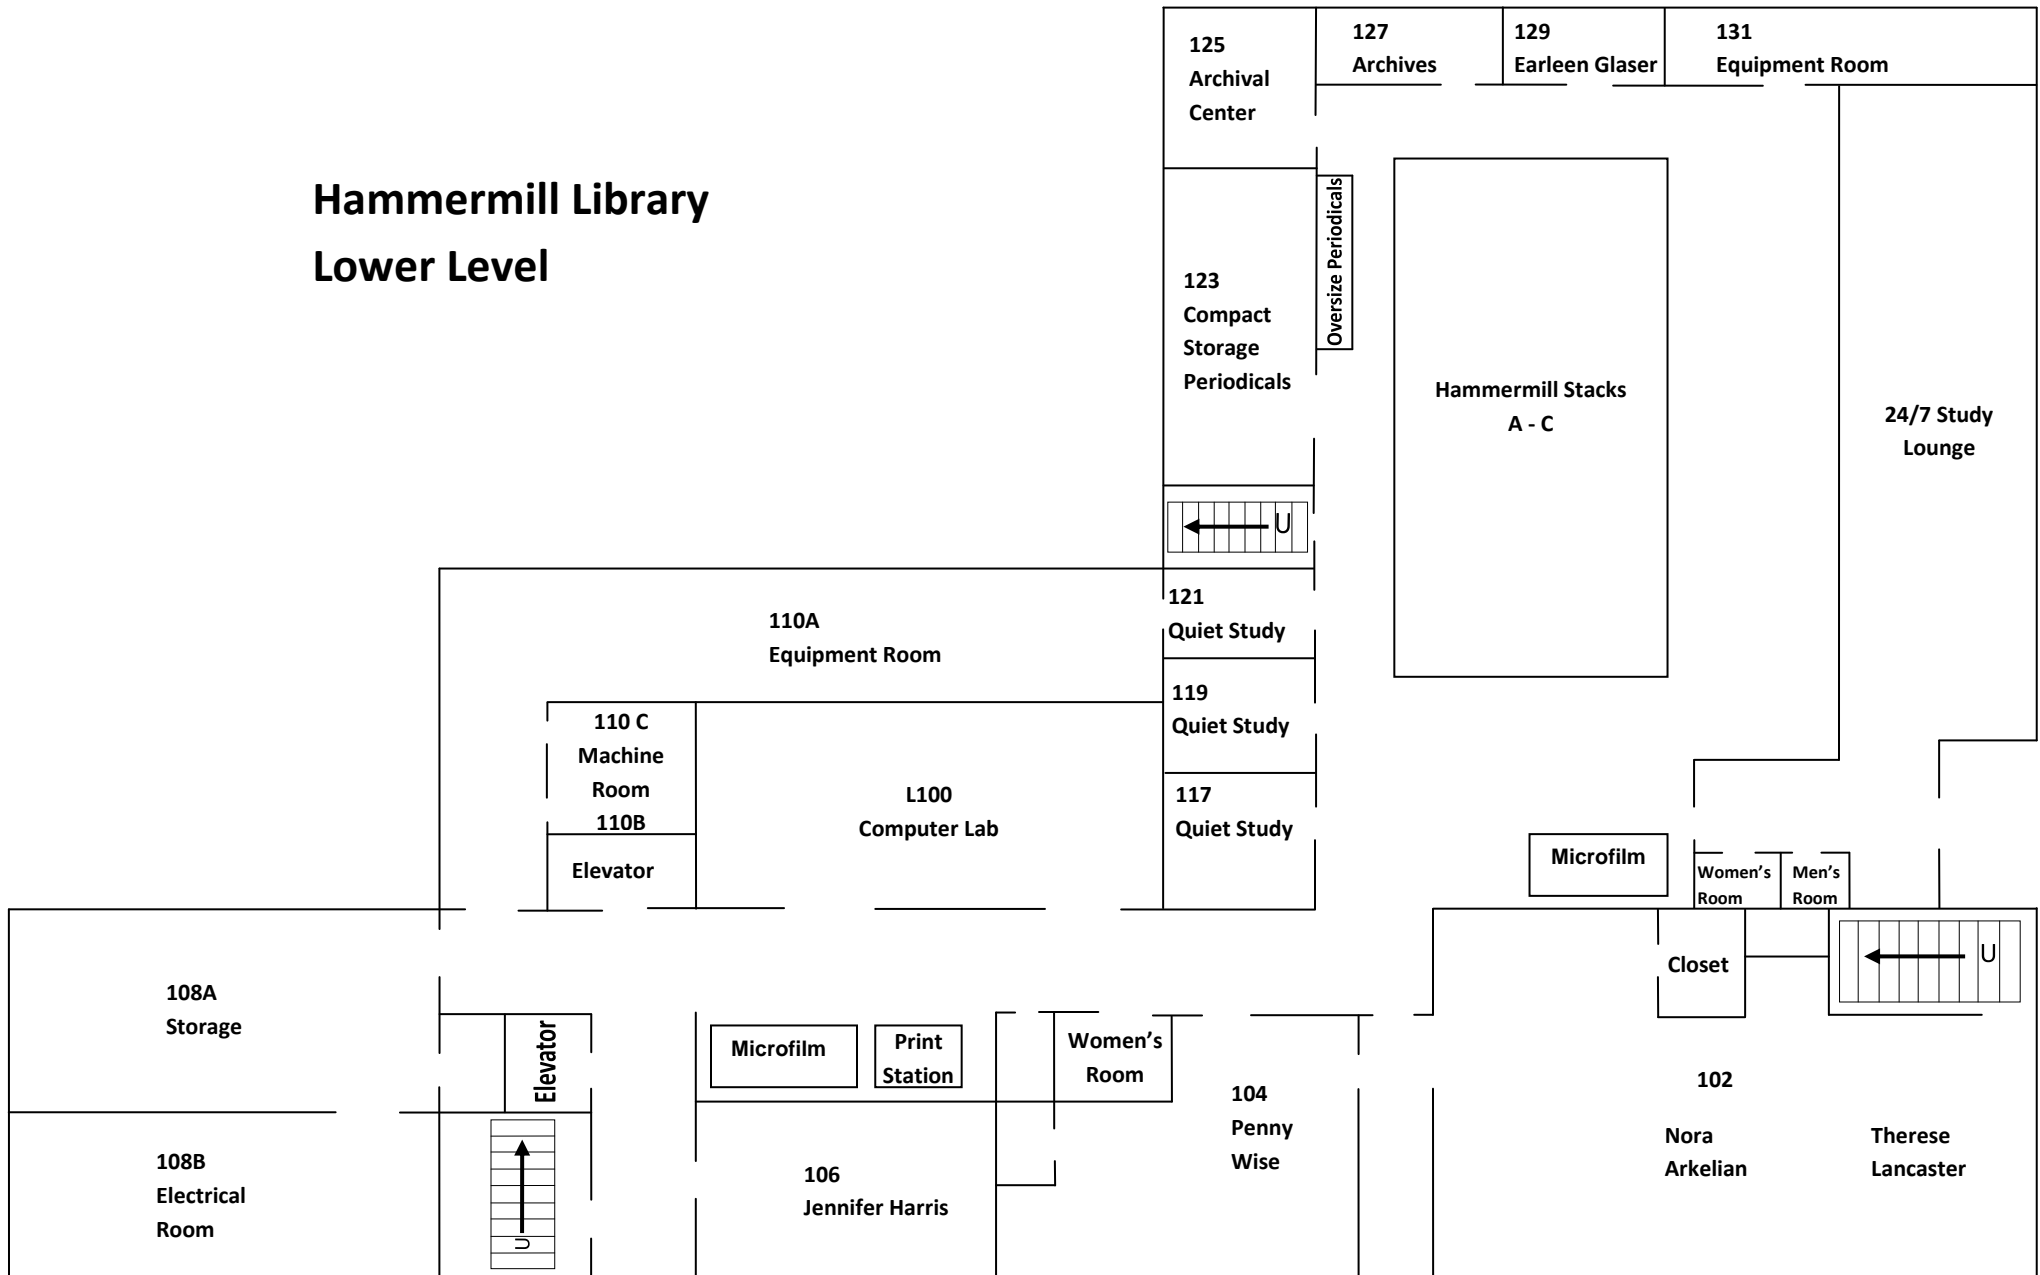 Hammermill Library
Lower Level
125
Archival
Center
127
Archives
129
Earleen Glaser
131
Equipment Room
Oversize Periodicals
123
Compact
Storage
Periodicals
Hammermill Stacks
A - C
24/7 Study
Lounge
U
121
Quiet Study
110A
Equipment Room
119
Quiet Study
110 C
Machine
Room
110B
Elevator
L100
Computer Lab
117
Quiet Study
Microfilm
Women's
Room
Men's
Room
Closet
U
108A
Storage
Elevator
Microfilm
Print
Station
Women's
Room
104
Penny
Wise
102
Nora
Arkelian
Therese
Lancaster
108B
Electrical
Room
U
106
Jennifer Harris